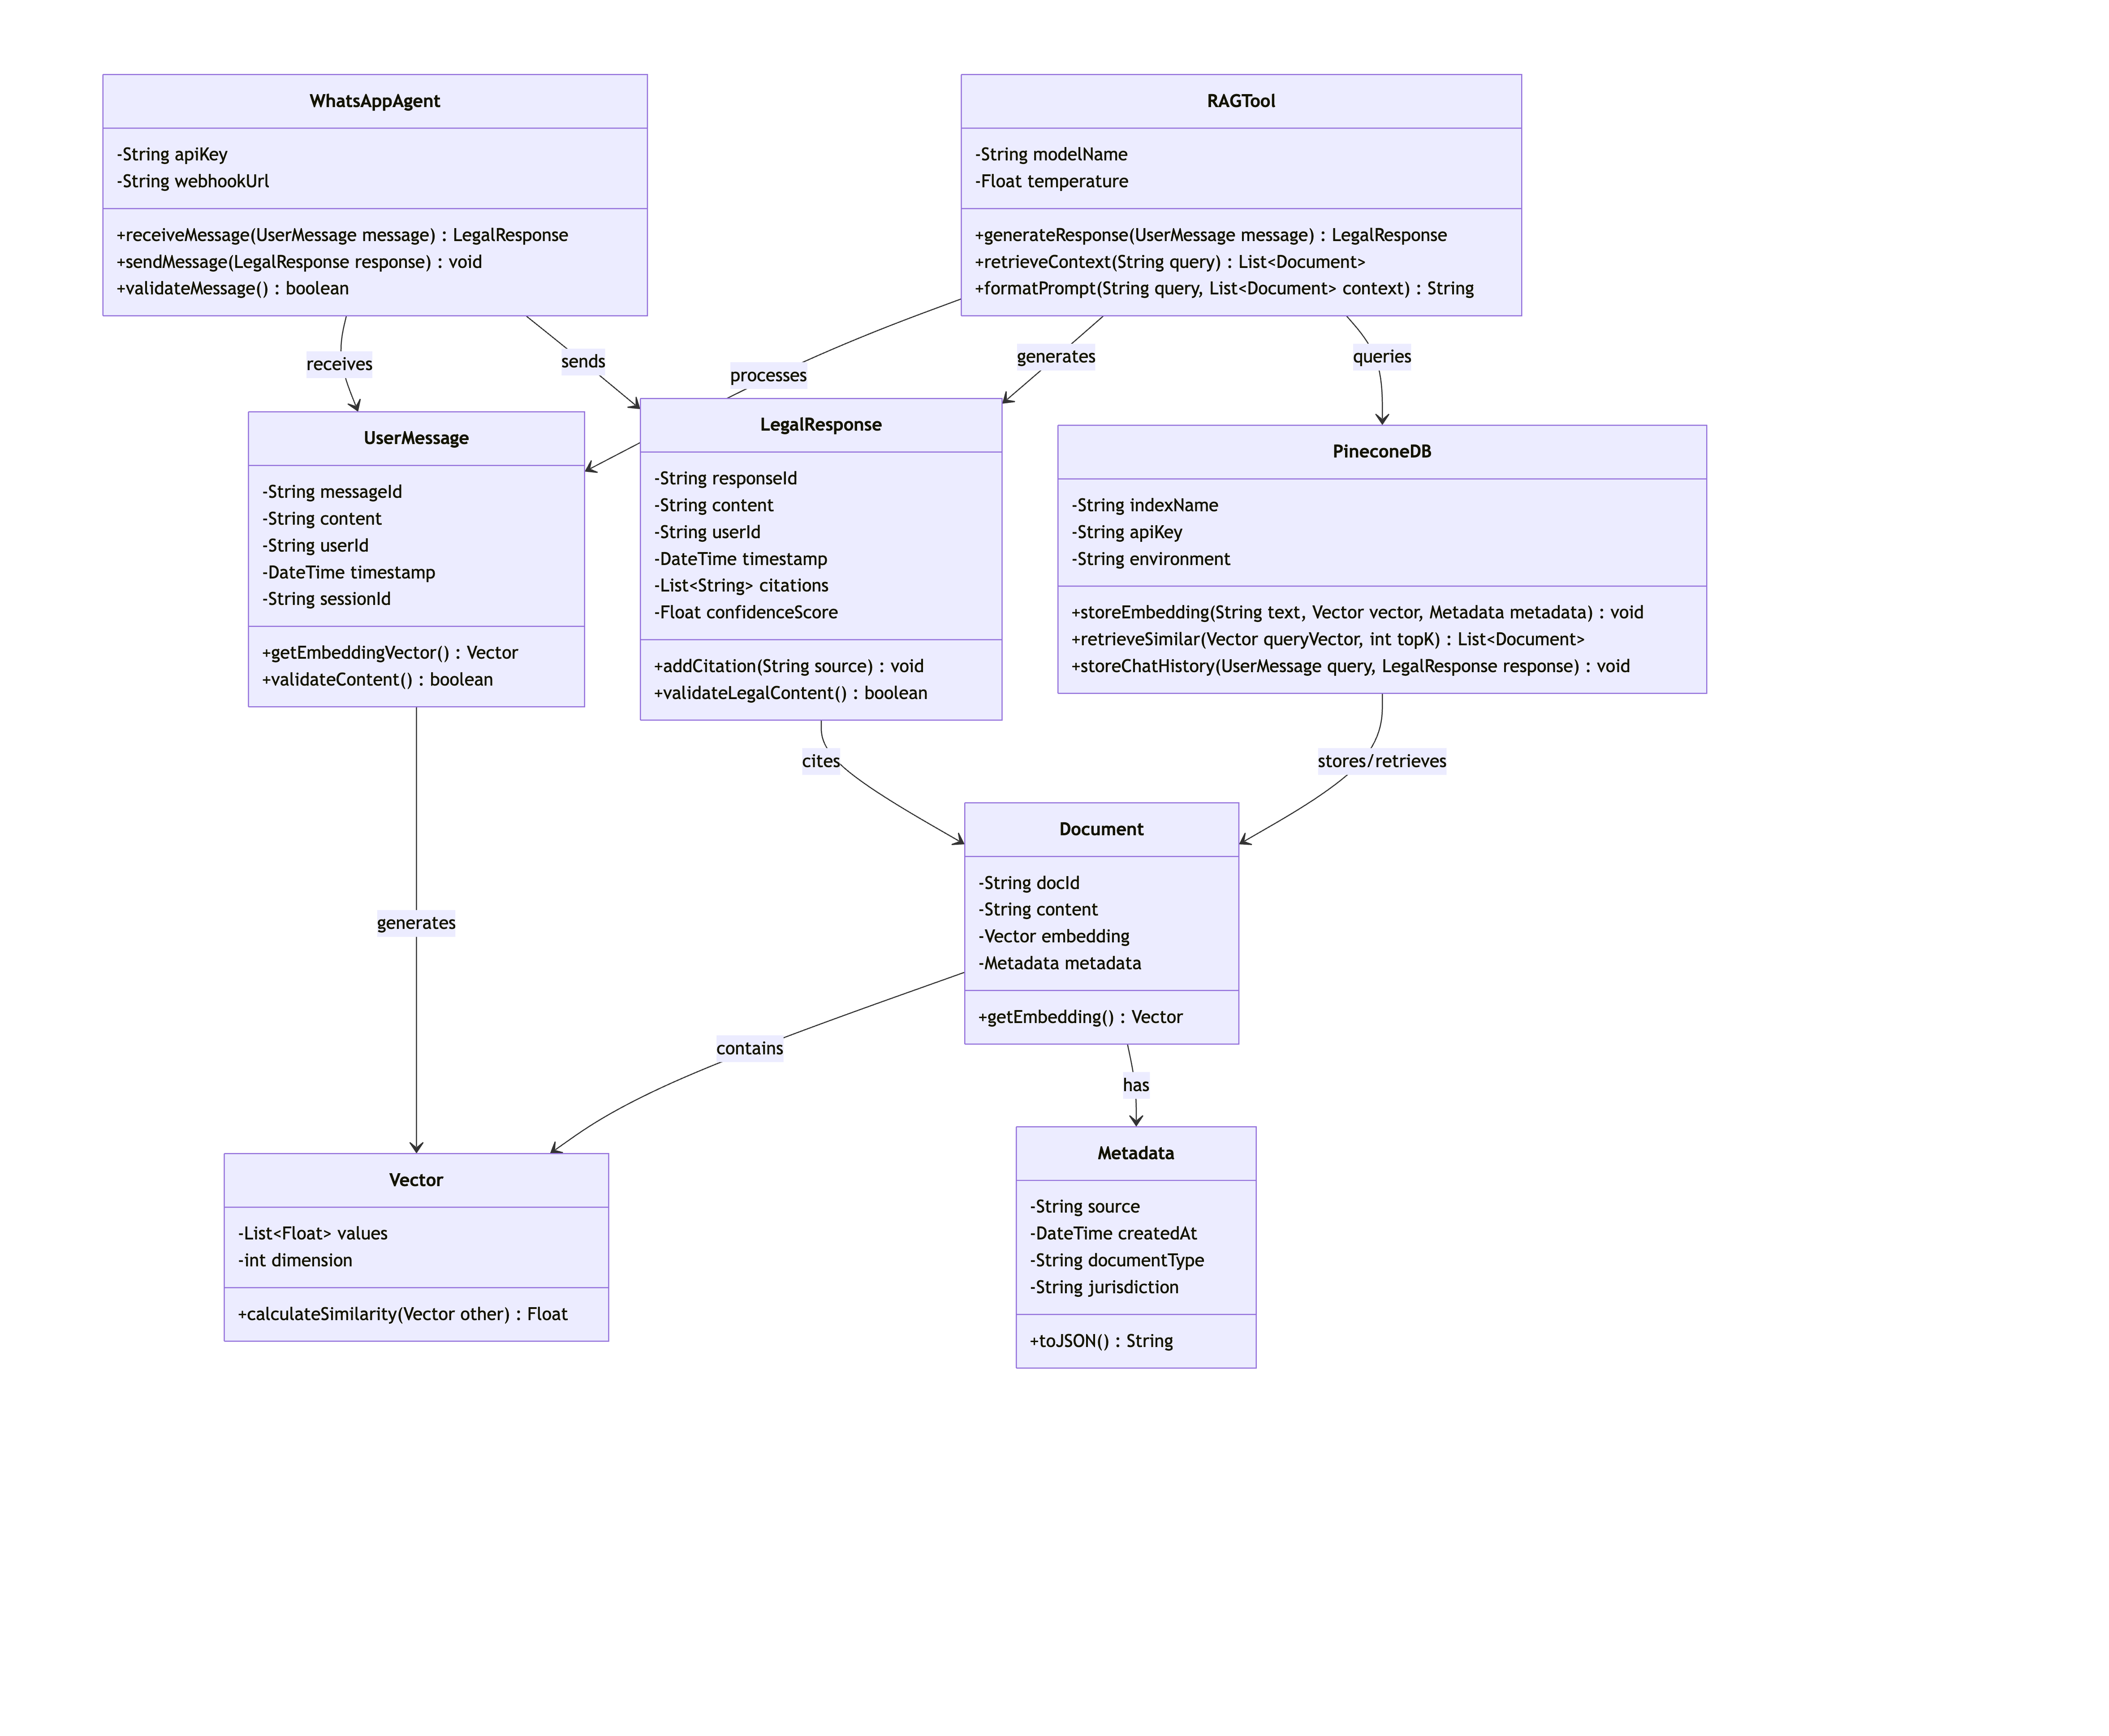 WhatsAppAgent
-String apiKey
-String webhookUrl
+receiveMessage(UserMessage message) : LegalResponse
+sendMessage(LegalResponse response) : void
+validateMessage() : boolean
RAGTool
-String modelName
-Float temperature
+generateResponse(UserMessage message) : LegalResponse
+retrieveContext(String query) : List<Document>
+formatPrompt(String query, List<Document> context) : String
receives
sends
processes
generates
queries
UserMessage
-String messageId
-String content
-String userId
-DateTime timestamp
-String sessionId
+getEmbeddingVector() : Vector
+validateContent() : boolean
LegalResponse
-String responseId
-String content
-String userId
-DateTime timestamp
-List<String> citations
-Float confidenceScore
+addCitation(String source) : void
+validateLegalContent() : boolean
PineconeDB
-String indexName
-String apiKey
-String environment
+storeEmbedding(String text, Vector vector, Metadata metadata) : void
+retrieveSimilar(Vector queryVector, int topK) : List<Document>
+storeChatHistory(UserMessage query, LegalResponse response) : void
cites
stores/retrieves
generates
Document
-String docId
-String content
-Vector embedding
-Metadata metadata
+getEmbedding() : Vector
contains
has
Vector
-List<Float> values
-int dimension
+calculateSimilarity(Vector other) : Float
Metadata
-String source
-DateTime createdAt
-String documentType
-String jurisdiction
+toJSON() : String